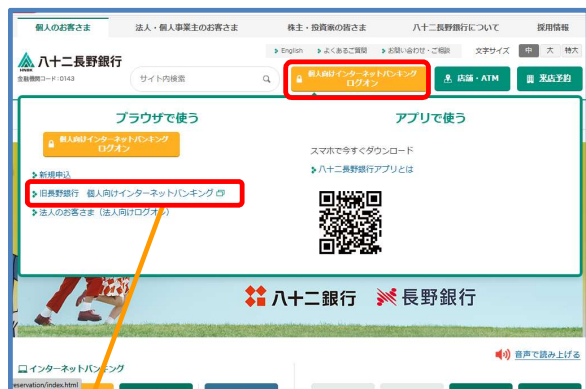 個人のお客さま 法人・個人事業主のお客さま 株主・投資家の皆さま 八十二長野銀行について 採用情報
English よくあるご質問 お問い合わせ・ご相談 文字サイズ 中 大 特大
八十二長野銀行
金融機関コード:0143
サイト内検索
個人向けインターネットバンキング
ログオン
店舗・ATM
来店予約
ブラウザで使う
個人向けインターネットバンキング
ログオン
新規申込
旧長野銀行 個人向けインターネットバンキング
法人のお客さま(法人向けログオン)
アプリで使う
スマホで今すぐダウンロード
八十二長野銀行アプリとは
八十二銀行 長野銀行
音声で読み上げる
インターネットバンキング
eservation/index.html